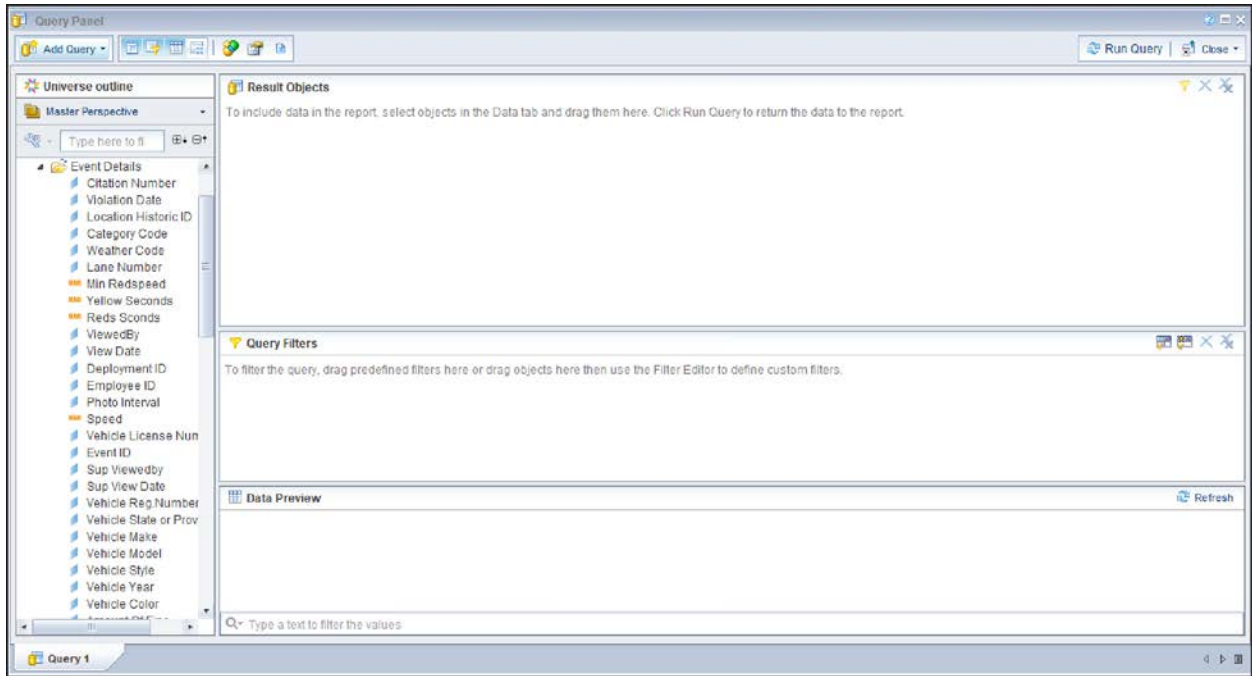 Query Panel
Add Query
Run Query
Close
Universe outline
Master Perspective
Type here to fi
Event Details
Citation Number
Violation Date
Location Historic ID
Category Code
Weather Code
Lane Number
Min Redspeed
Yellow Seconds
Reds Sconds
ViewedBy
View Date
Deployment ID
Employee ID
Photo Interval
Speed
Vehicle License Num
Event ID
Sup Viewedby
Sup View Date
Vehicle Reg.Number
Vehicle State or Prov
Vehicle Make
Vehicle Model
Vehicle Style
Vehicle Year
Vehicle Color
Result Objects
To include data in the report, select objects in the Data tab and drag them here. Click Run Query to return the data to the report.
Query Filters
To filter the query, drag predefined filters here or drag objects here then use the Filter Editor to define custom filters.
Data Preview
Refresh
Type a text to filter the values
Query 1